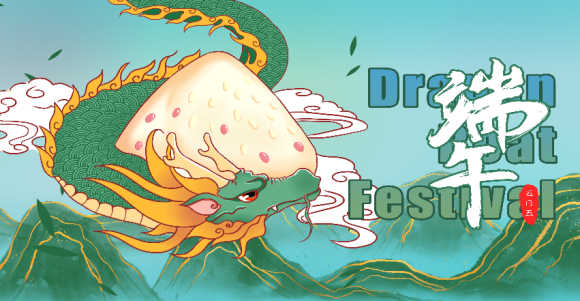 Dragon
Boat
Festival
端午